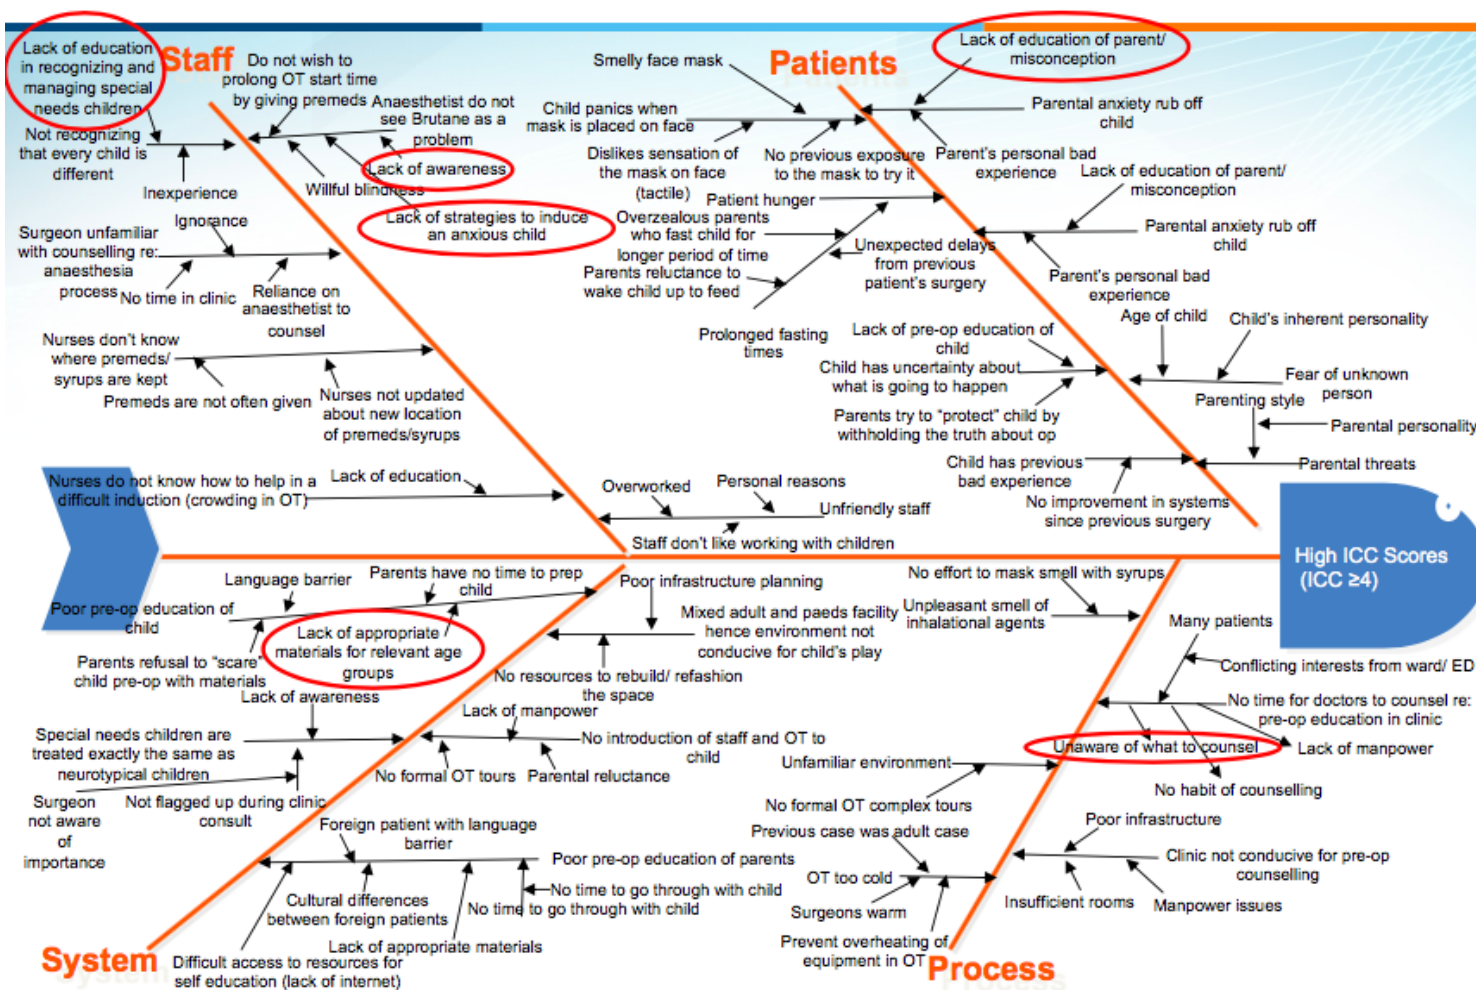 Staff
Lack of education
in recognizing and
managing special
needs children
Not recognizing
that every child is
different
Inexperience
Do not wish to
prolong OT start time
by giving premeds
Anaesthetist do not
see Brutane as a
problem
Lack of awareness
Willful blindness
Lack of strategies to induce
an anxious child
Ignorance
Surgeon unfamiliar
with counselling re:
anaesthesia
process
No time in clinic
Reliance on
anaesthetist to
counsel
Nurses don't know
where premeds/
syrups are kept
Premeds are not often given
Nurses not updated
about new location
of premeds/syrups
Nurses do not know how to help in a
difficult induction (crowding in OT)
Lack of education
Overworked
Personal reasons
Unfriendly staff
Staff don't like working with children
Patients
Smelly face mask
Child panics when
mask is placed on face
Dislikes sensation of
the mask on face
(tactile)
No previous exposure
to the mask to try it
Lack of education of parent/
misconception
Parental anxiety rub off
child
Parent's personal bad
experience
Patient hunger
Overzealous parents
who fast child for
longer period of time
Parents reluctance to
wake child up to feed
Unexpected delays
from previous
patient's surgery
Prolonged fasting
times
Lack of education of parent/
misconception
Parental anxiety rub off
child
Parent's personal bad
experience
Lack of pre-op education of
child
Child has uncertainty about
what is going to happen
Parents try to "protect" child by
withholding the truth about op
Age of child
Child's inherent personality
Fear of unknown
person
Parenting style
Parental personality
Parental threats
Child has previous
bad experience
No improvement in systems
since previous surgery
High ICC Scores
(ICC ≥4)
Language barrier
Parents have no time to prep
child
Poor pre-op education of
child
Lack of appropriate
materials for relevant age
groups
Parents refusal to "scare"
child pre-op with materials
Poor infrastructure planning
Mixed adult and paeds facility
hence environment not
conducive for child's play
No resources to rebuild/ refashion
the space
Lack of awareness
Special needs children are
treated exactly the same as
neurotypical children
Surgeon
not aware
of
importance
Not flagged up during clinic
consult
Lack of manpower
No introduction of staff and OT to
child
No formal OT tours
Parental reluctance
Foreign patient with language
barrier
Poor pre-op education of parents
No time to go through with child
No time to go through with child
Cultural differences
between foreign patients
Lack of appropriate materials
Difficult access to resources for
self education (lack of internet)
System
No effort to mask smell with syrups
Unpleasant smell of
inhalational agents
Many patients
Conflicting interests from ward/ ED
No time for doctors to counsel re:
pre-op education in clinic
Unaware of what to counsel
Lack of manpower
No habit of counselling
Unfamiliar environment
No formal OT complex tours
Poor infrastructure
Clinic not conducive for pre-op
counselling
Insufficient rooms
Manpower issues
Previous case was adult case
OT too cold
Surgeons warm
Prevent overheating of
equipment in OT
Process